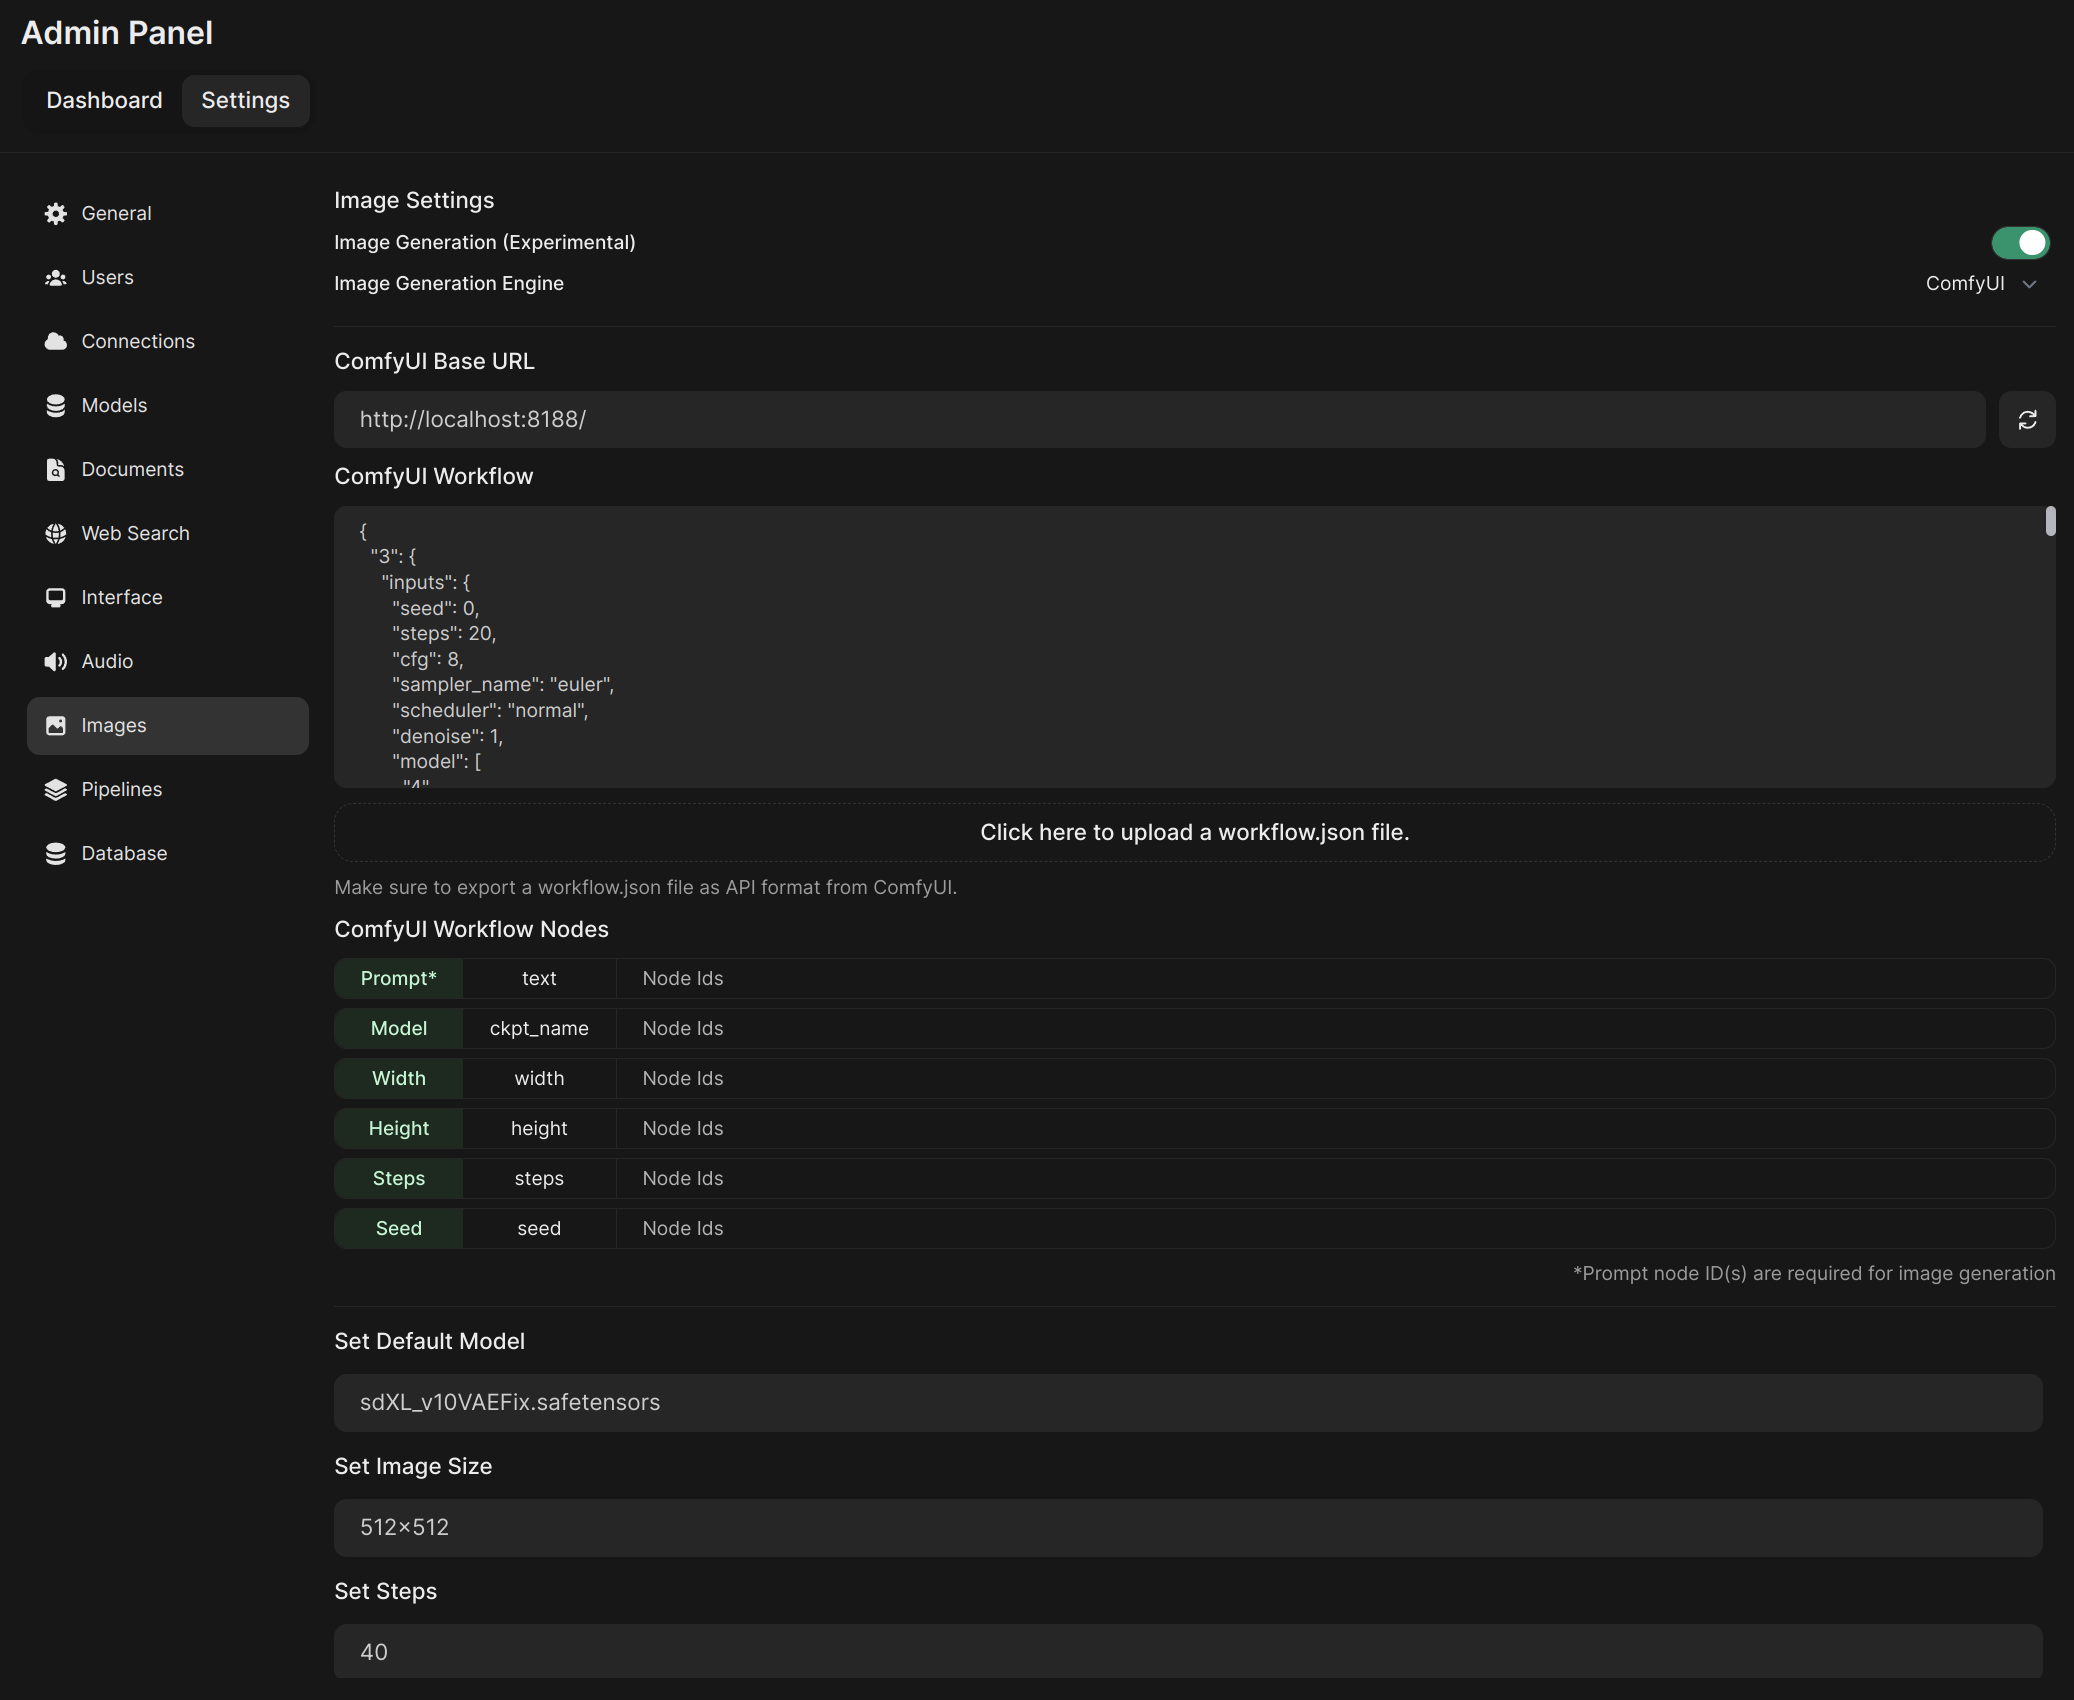 Admin Panel
Dashboard
Settings
General
Users
Connections
Models
Documents
Web Search
Interface
Audio
Images
Pipelines
Database
Image Settings
Image Generation (Experimental)
Image Generation Engine
ComfyUI
ComfyUI Base URL
http://localhost:8188/
ComfyUI Workflow
{
"3": {
"inputs": {
"seed": 0,
"steps": 20,
"cfg": 8,
"sampler_name": "euler",
"scheduler": "normal",
"denoise": 1,
"model": [
"4"
Click here to upload a workflow.json file.
Make sure to export a workflow.json file as API format from ComfyUI.
ComfyUI Workflow Nodes
Prompt* text Node Ids
Model ckpt_name Node Ids
Width width Node Ids
Height height Node Ids
Steps steps Node Ids
Seed seed Node Ids
*Prompt node ID(s) are required for image generation
Set Default Model
sdXL_v10VAEFix.safetensors
Set Image Size
512x512
Set Steps
40